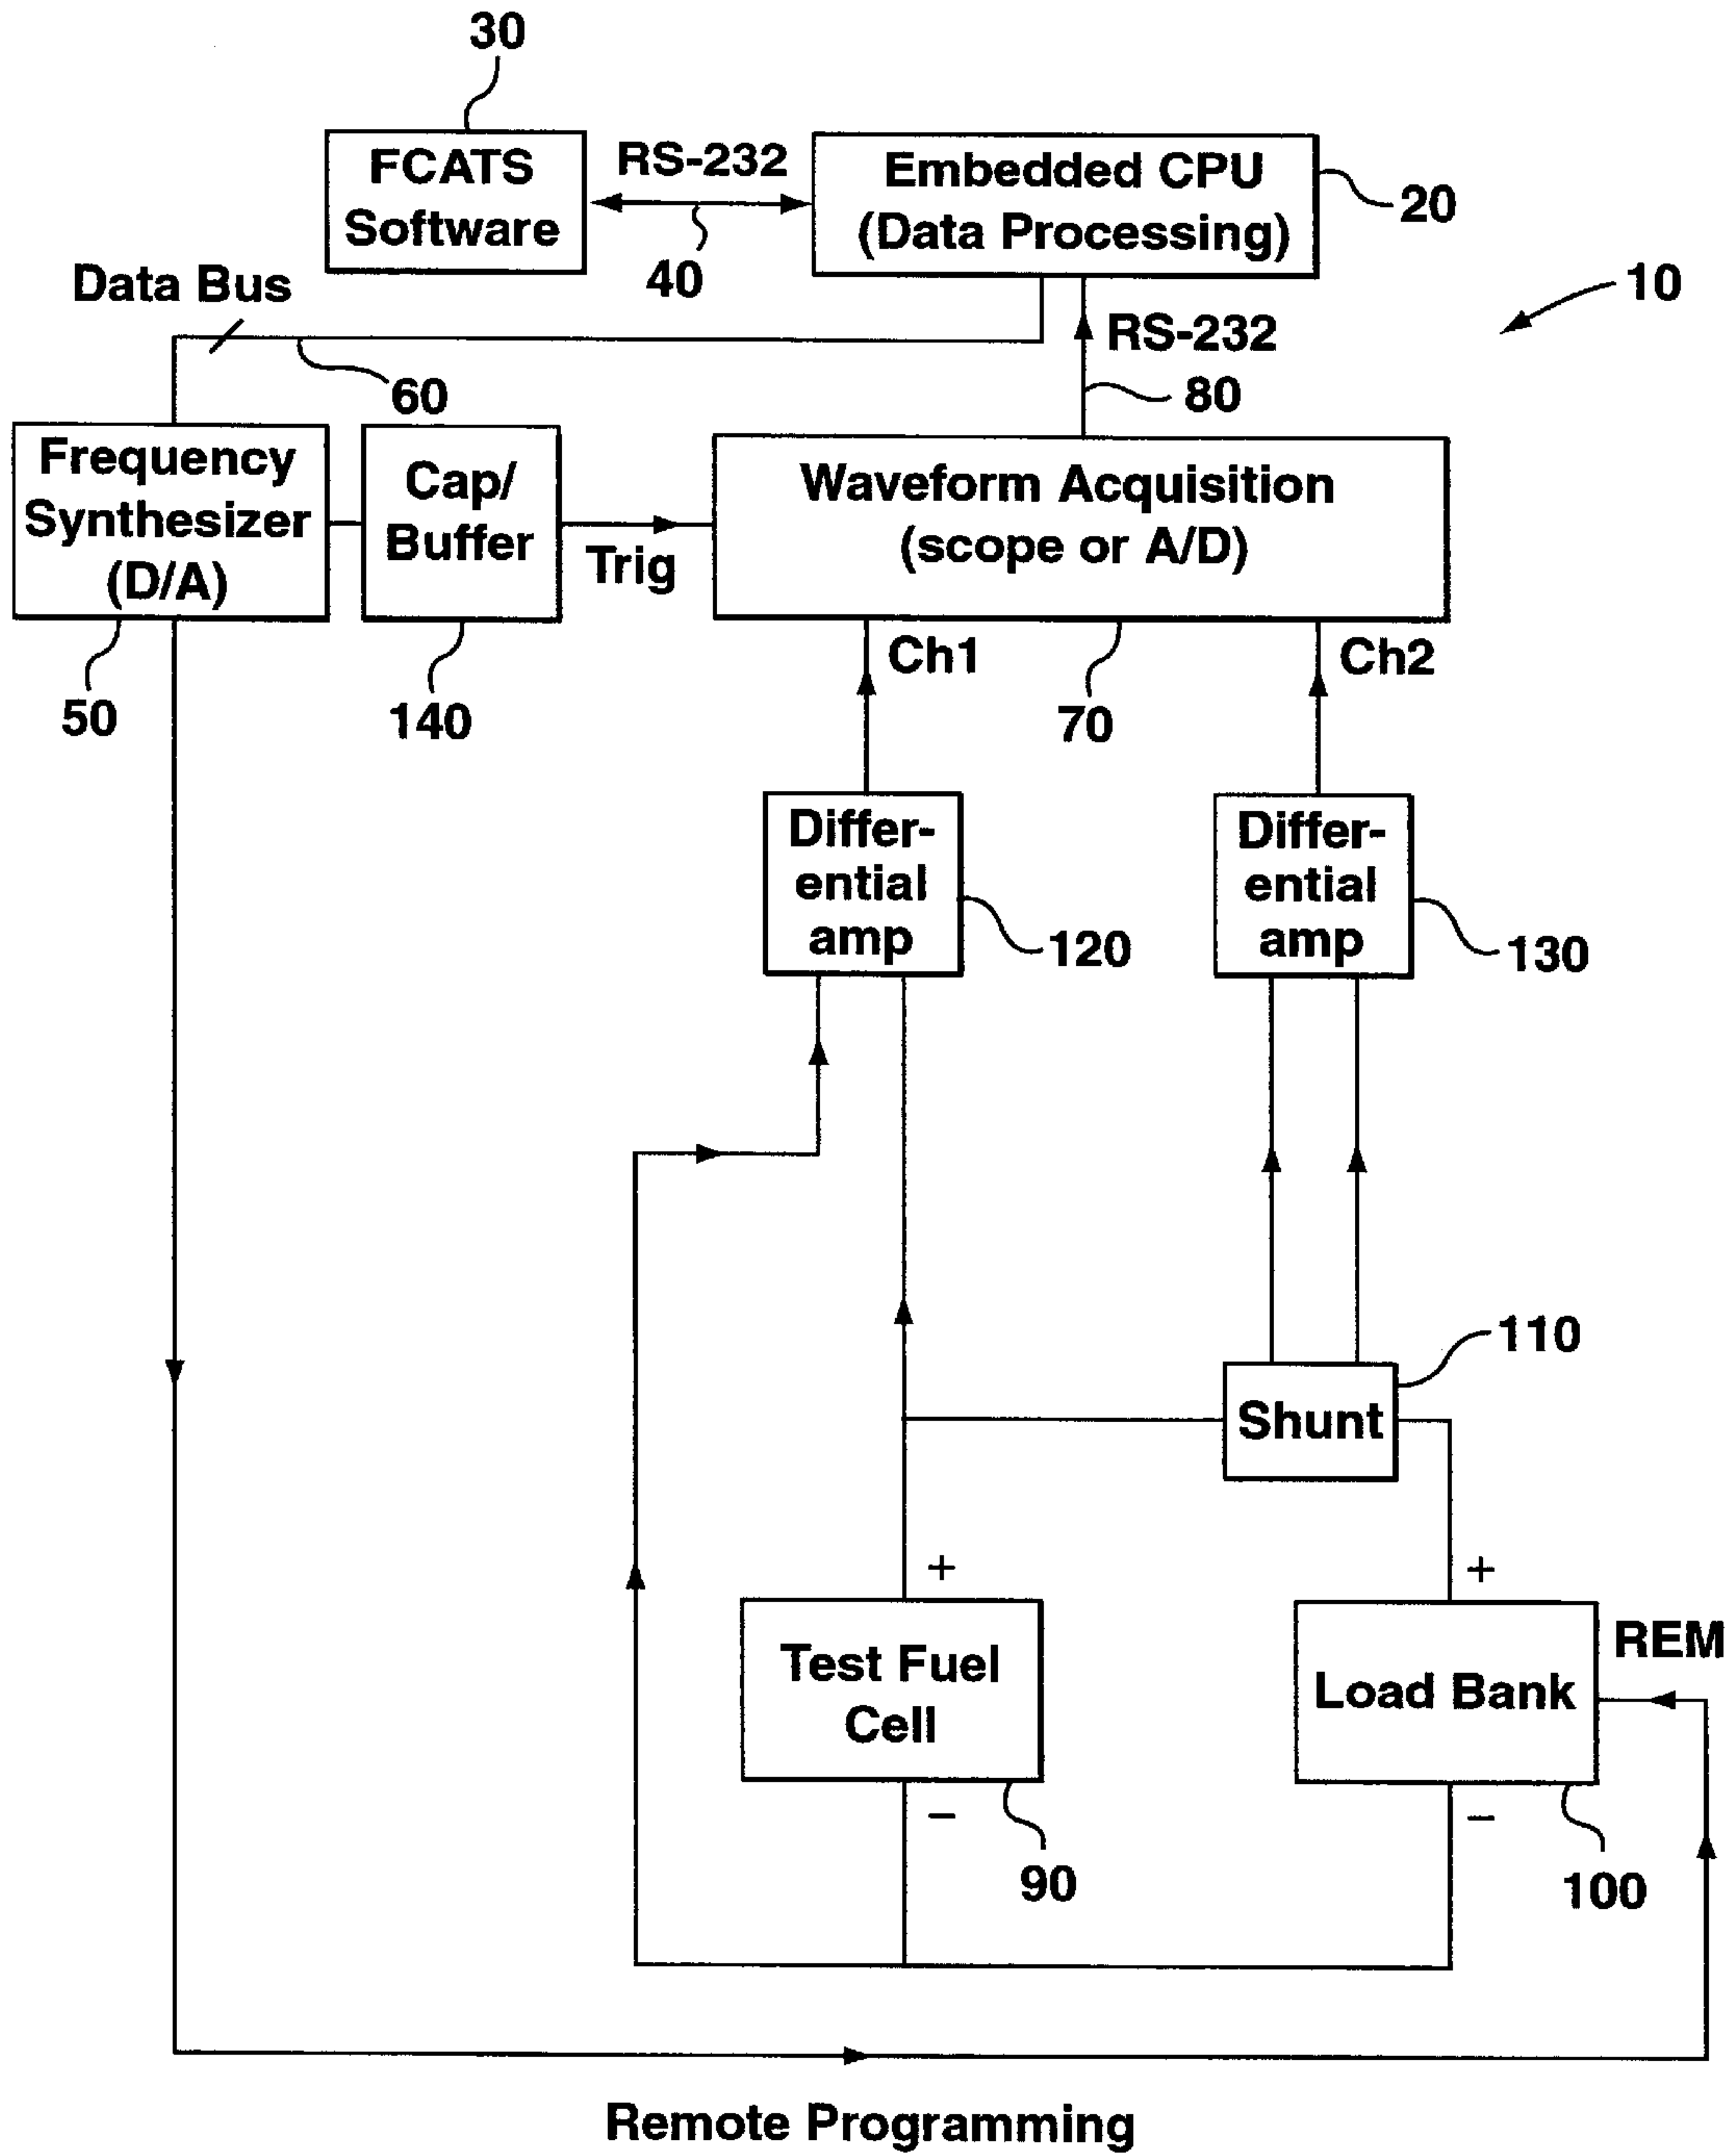 30
FCATS
Software
RS-232
40
Embedded CPU
(Data Processing)
20
10
Data Bus
60
RS-232
80
Frequency
Synthesizer
(D/A)
50
Cap/
Buffer
140
Trig
Waveform Acquisition
(scope or A/D)
70
Ch1
Ch2
Differ-
ential
amp
120
Differ-
ential
amp
130
110
Shunt
+
+
Test Fuel
Cell
90
−
Load Bank
100
−
REM
Remote Programming